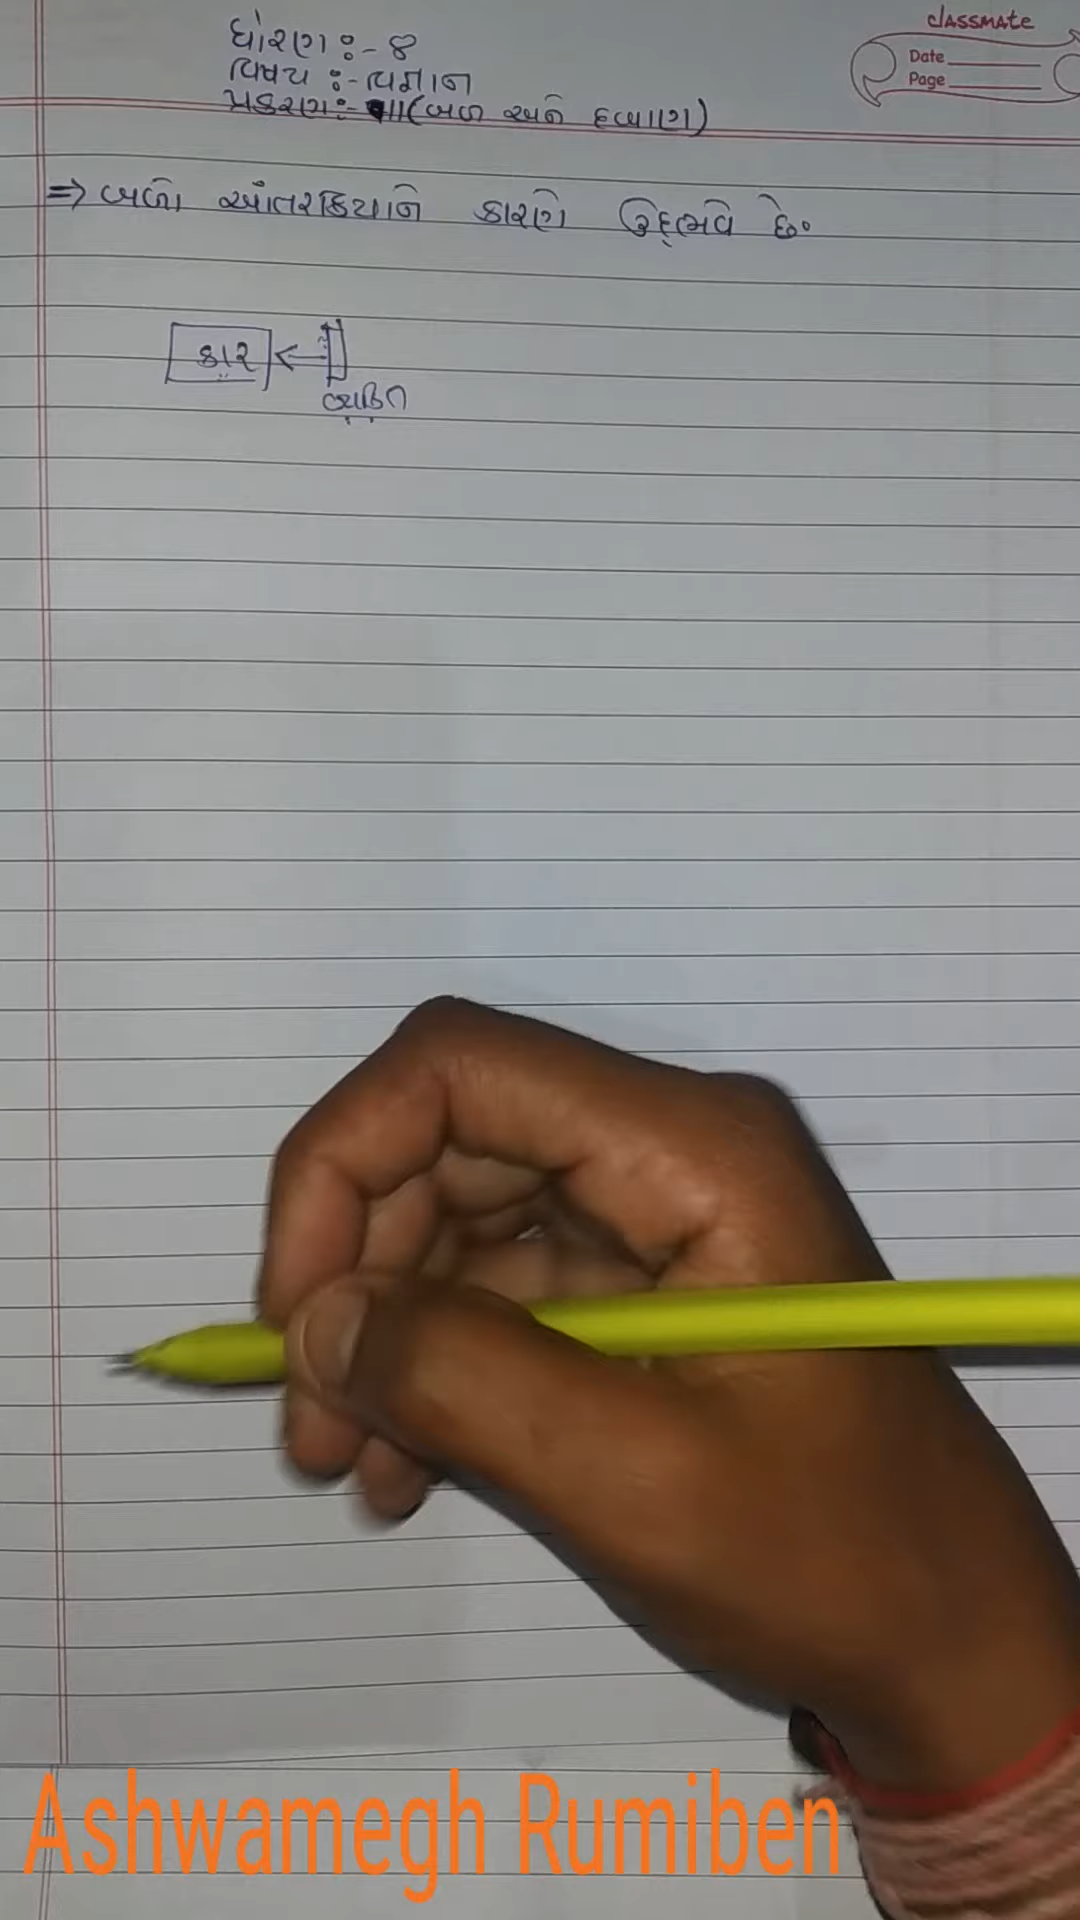 ધોરણ :- 8
વિષય :- વિજ્ઞાન
પ્રકરણ :- 11 (બળ અને દબાણ)
classmate
Date
Page
⇒ બળો આંતરક્રિયાને કારણે ઉદ્ભવે છે.
કાર
વ્યક્તિ
Ashwamegh Rumiben